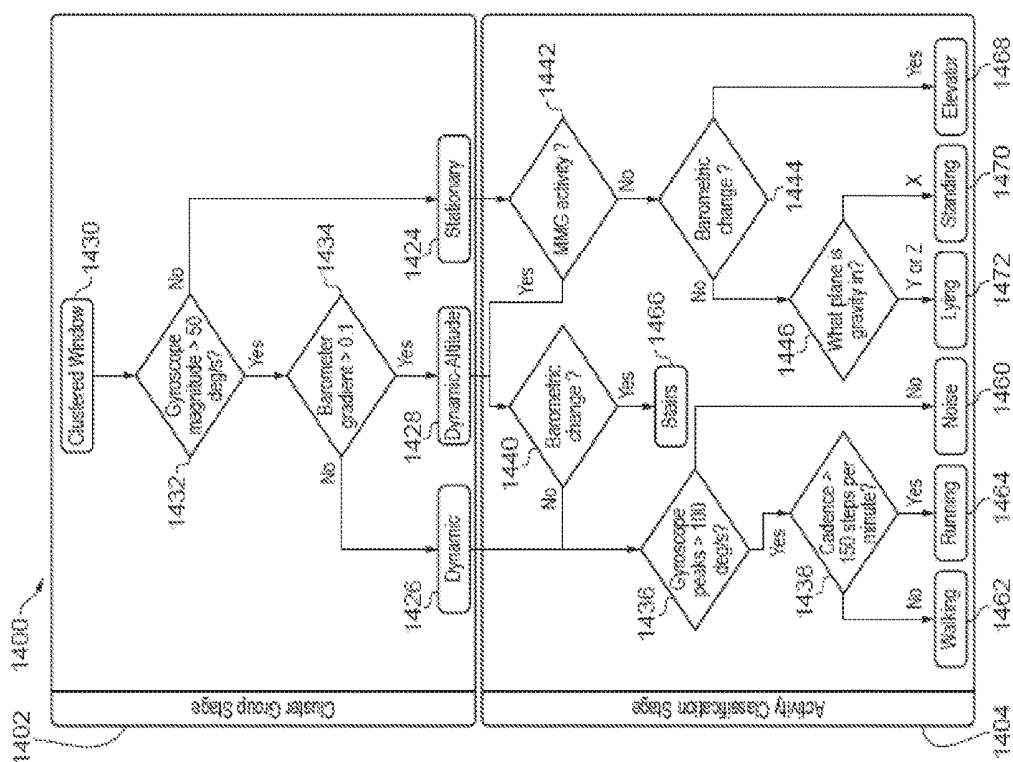 1400
1402
Cluster Group Stage
Clustered Window
1430
Gyroscope
magnitude > 50
deg/s?
1432
No
Yes
Barometer
gradient > 0.1
1434
No
Yes
Dynamic
1426
Dynamic-Altitude
1428
Stationary
1424
1404
Activity Classification Stage
MMG activity ?
1442
Yes
No
Barometric
change ?
1440
No
Yes
Stairs
1466
Barometric
change ?
1444
No
Yes
Gyroscope
peaks > 100
deg/s?
1436
Yes
No
What plane is
gravity in?
1446
Y or Z
X
Cadence >
150 steps per
minute?
1438
No
Yes
Walking
1462
Running
1464
Noise
1460
Lying
1472
Standing
1470
Elevator
1468